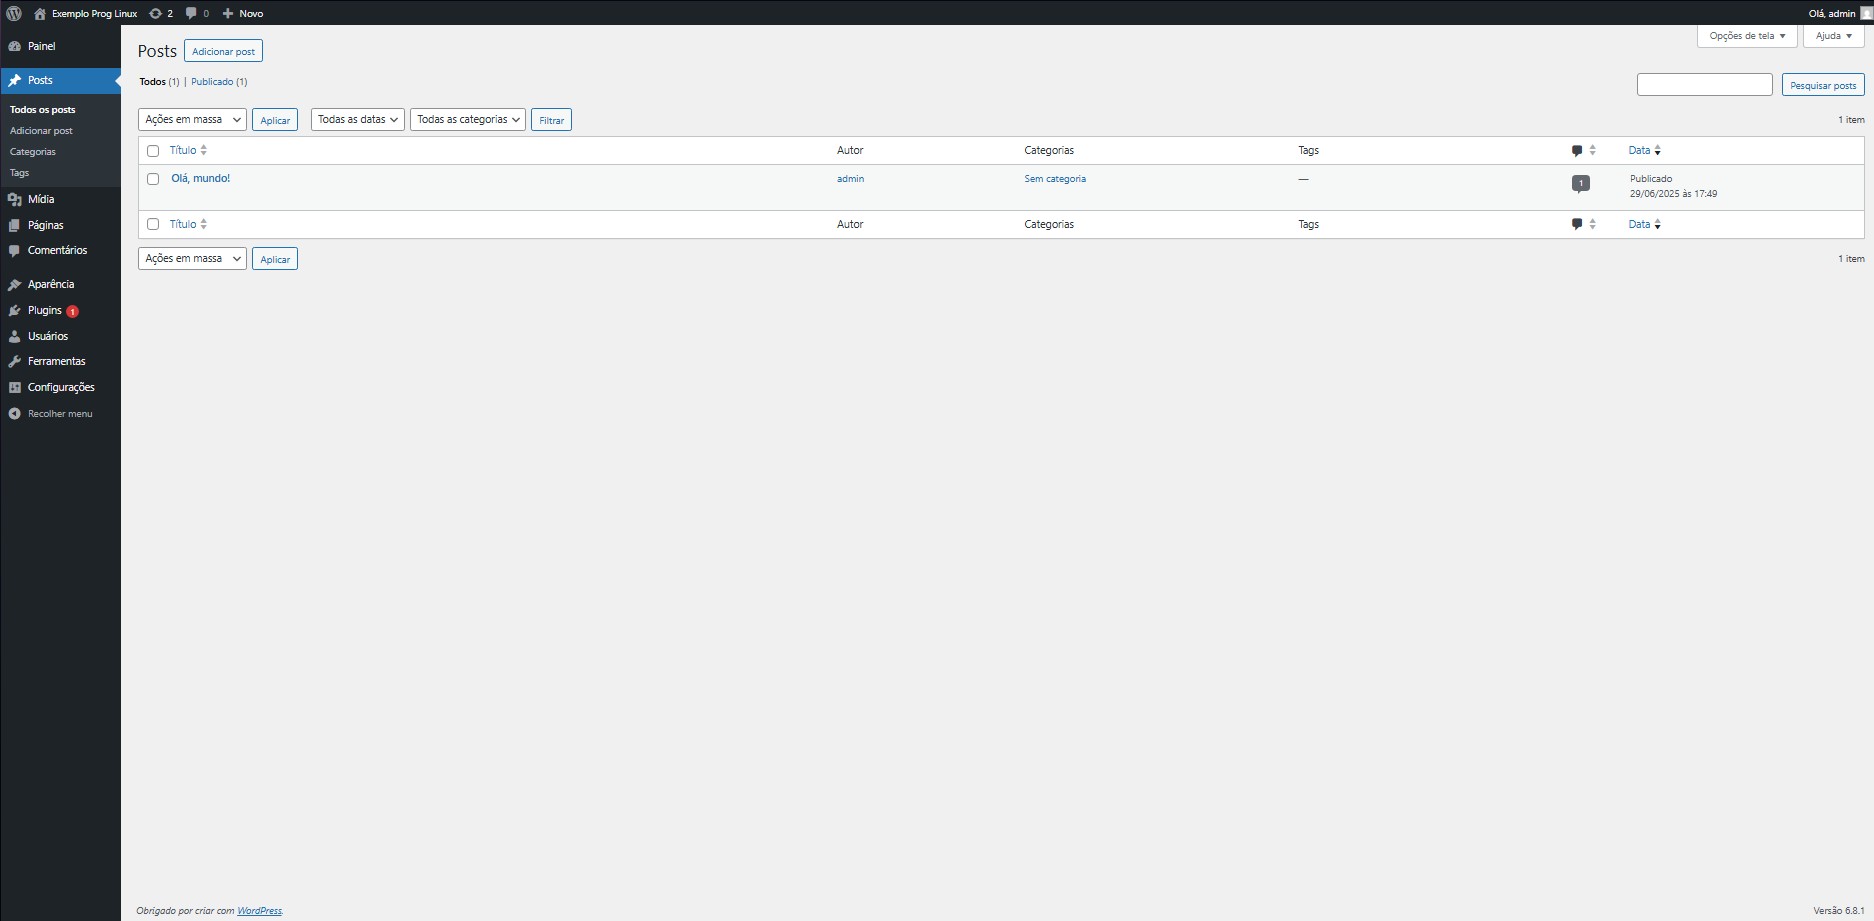 Exemplo Prog Linux 2 0 Novo Olá, admin
Painel
Posts
Todos os posts
Adicionar post
Categorias
Tags
Mídia
Páginas
Comentários
Aparência
Plugins 1
Usuários
Ferramentas
Configurações
Recolher menu
Opções de tela Ajuda
Posts Adicionar post
Todos (1) | Publicado (1)
Pesquisar posts
Ações em massa Aplicar Todas as datas Todas as categorias Filtrar 1 item
Título Autor Categorias Tags Data
Olá, mundo! admin Sem categoria — 1 Publicado
29/06/2025 às 17:49
Título Autor Categorias Tags Data
Ações em massa Aplicar 1 item
Obrigado por criar com WordPress. Versão 6.8.1